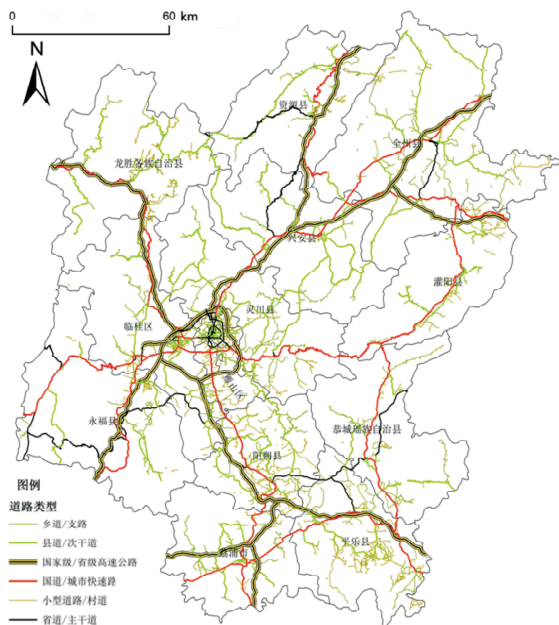 0 60 km
N
资源县
全州县
龙胜各族自治县
兴安县
灌阳县
灵川县
临桂区
雁山区
永福县
恭城瑶族自治县
阳朔县
平乐县
荔浦市
图例
道路类型
乡道/支路
县道/次干道
国家级/省级高速公路
国道/城市快速路
小型道路/村道
省道/主干道